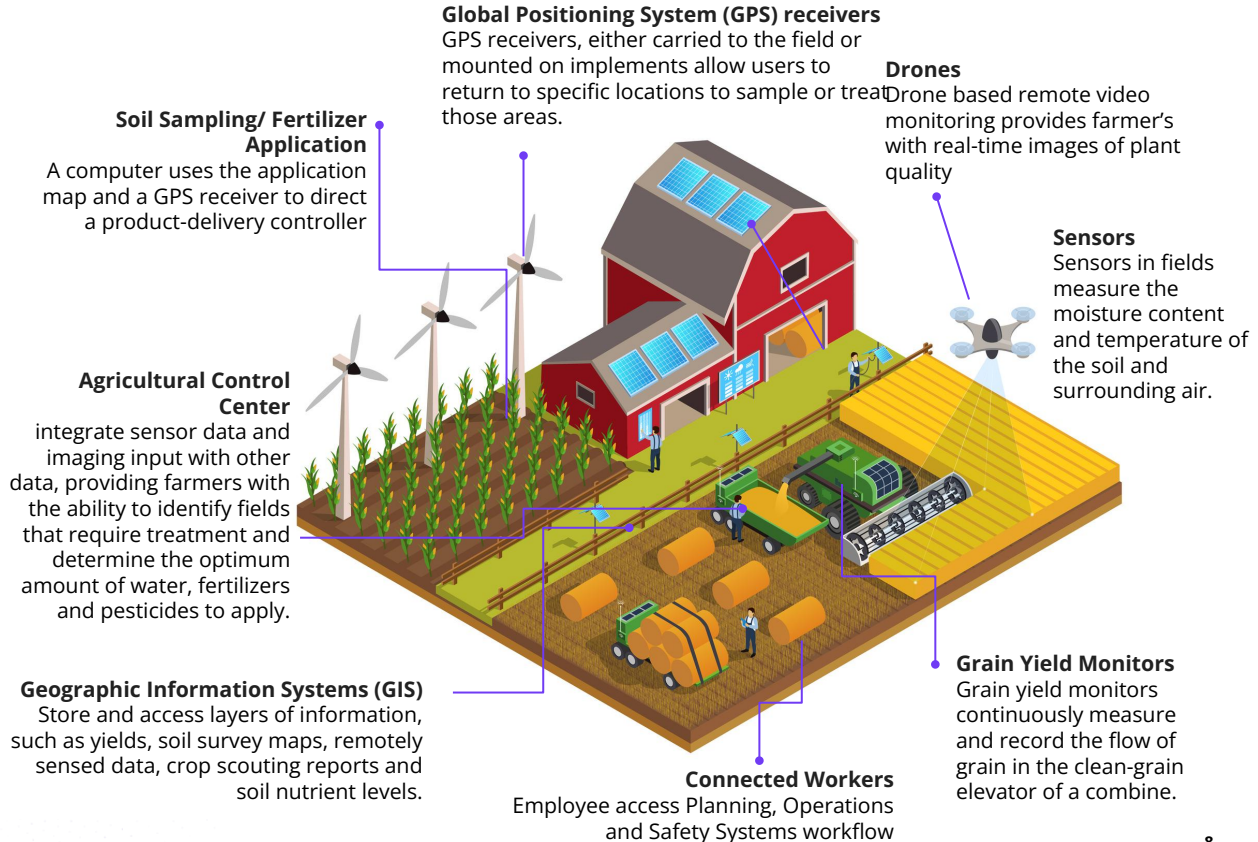 Global Positioning System (GPS) receivers
GPS receivers, either carried to the field or
mounted on implements allow users to
return to specific locations to sample or treat
those areas.
Drones
Drone based remote video
monitoring provides farmer's
with real-time images of plant
quality
Soil Sampling/ Fertilizer
Application
A computer uses the application
map and a GPS receiver to direct
a product-delivery controller
Sensors
Sensors in fields
measure the
moisture content
and temperature of
the soil and
surrounding air.
Agricultural Control
Center
integrate sensor data and
imaging input with other
data, providing farmers with
the ability to identify fields
that require treatment and
determine the optimum
amount of water, fertilizers
and pesticides to apply.
Geographic Information Systems (GIS)
Store and access layers of information,
such as yields, soil survey maps, remotely
sensed data, crop scouting reports and
soil nutrient levels.
Grain Yield Monitors
Grain yield monitors
continuously measure
and record the flow of
grain in the clean-grain
elevator of a combine.
Connected Workers
Employee access Planning, Operations
and Safety Systems workflow
8